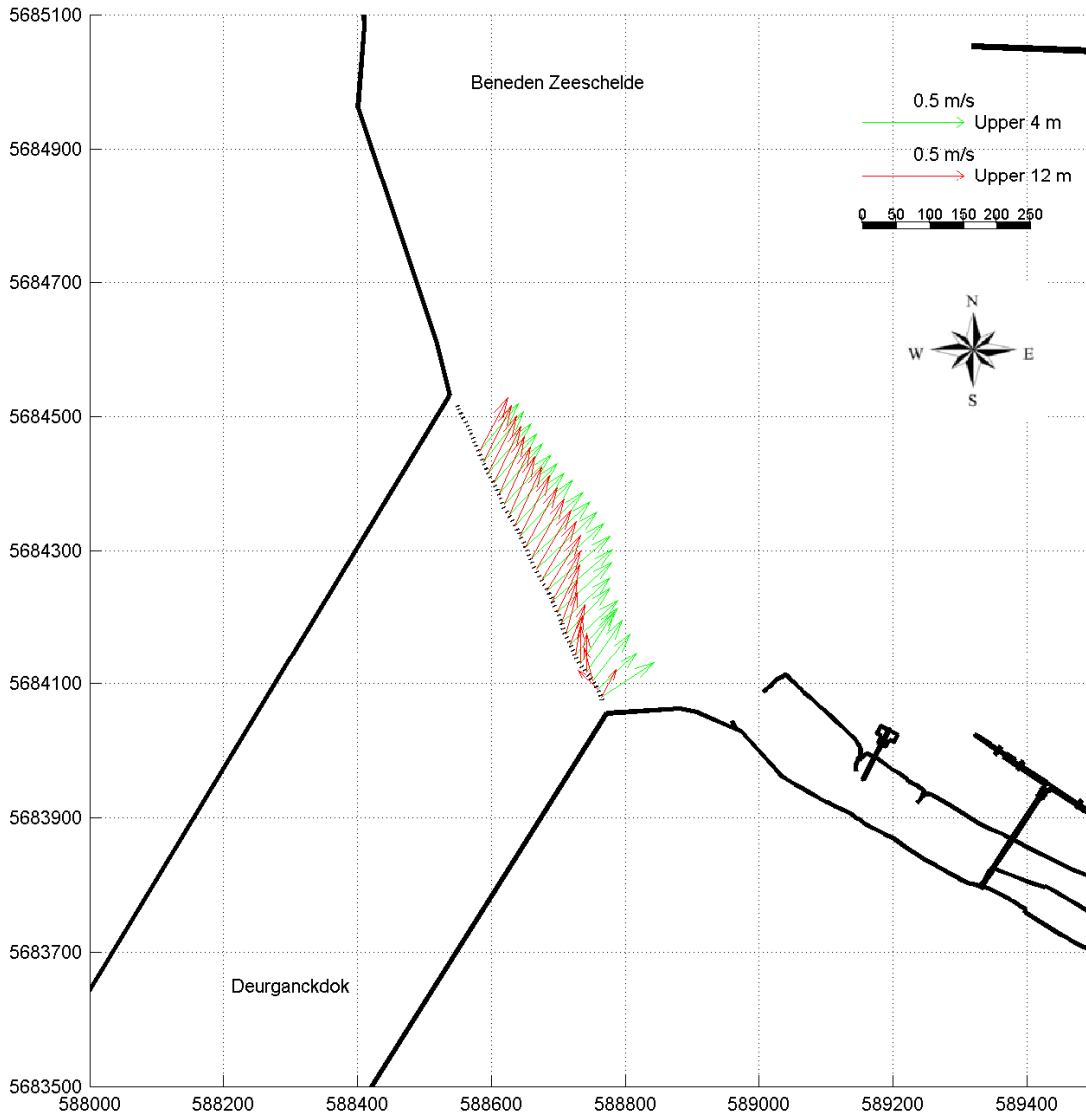 5685100
Beneden Zeeschelde
0.5 m/s
Upper 4 m
5684900
0.5 m/s
Upper 12 m
0 50 100 150 200 250
5684700
N
W E
S
5684500
5684300
5684100
5683900
5683700
Deurganckdok
5683500
588000 588200 588400 588600 588800 589000 589200 589400